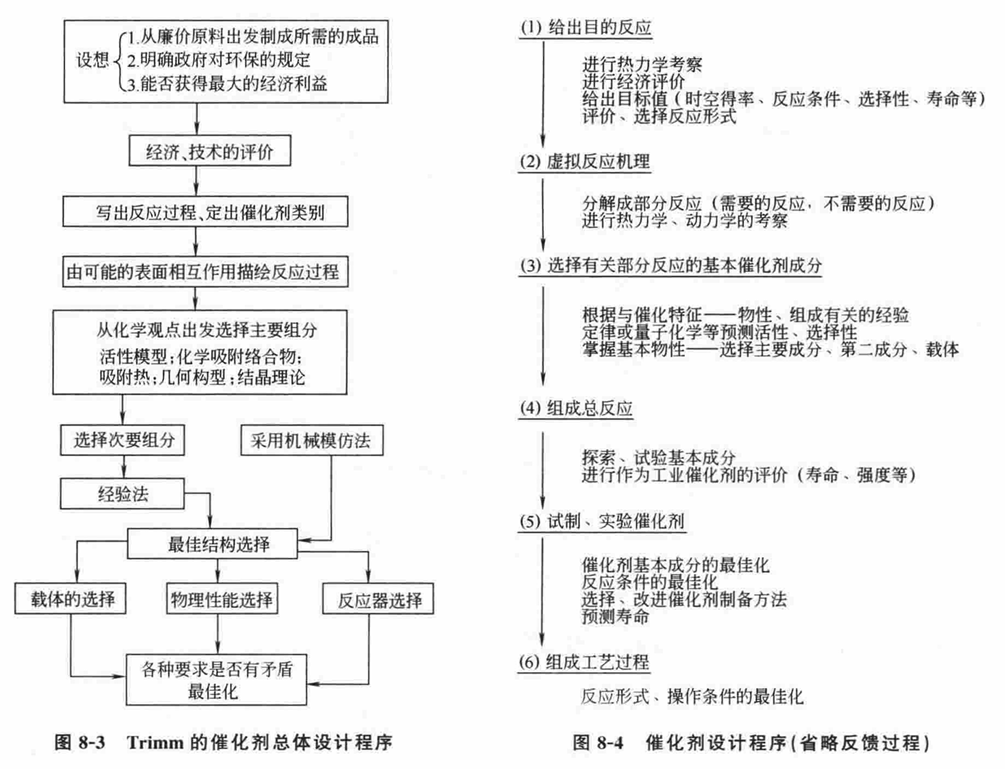 设想
1.从廉价原料出发制成所需的成品
2.明确政府对环保的规定
3.能否获得最大的经济利益
经济、技术的评价
写出反应过程、定出催化剂类别
由可能的表面相互作用描绘反应过程
从化学观点出发选择主要组分
活性模型;化学吸附络合物;
吸附热;几何构型;结晶理论
选择次要组分
采用机械模仿法
经验法
最佳结构选择
载体的选择
物理性能选择
反应器选择
各种要求是否有矛盾
最佳化
图 8-3 Trimm 的催化剂总体设计程序
(1) 给出目的反应
进行热力学考察
进行经济评价
给出目标值(时空得率、反应条件、选择性、寿命等)
评价、选择反应形式
(2) 虚拟反应机理
分解成部分反应(需要的反应,不需要的反应)
进行热力学、动力学的考察
(3) 选择有关部分反应的基本催化剂成分
根据与催化特征——物性、组成有关的经验
定律或量子化学等预测活性、选择性
掌握基本物性——选择主要成分、第二成分、载体
(4) 组成总反应
探索、试验基本成分
进行作为工业催化剂的评价(寿命、强度等)
(5) 试制、实验催化剂
催化剂基本成分的最佳化
反应条件的最佳化
选择、改进催化剂制备方法
预测寿命
(6) 组成工艺过程
反应形式、操作条件的最佳化
图 8-4 催化剂设计程序(省略反馈过程)